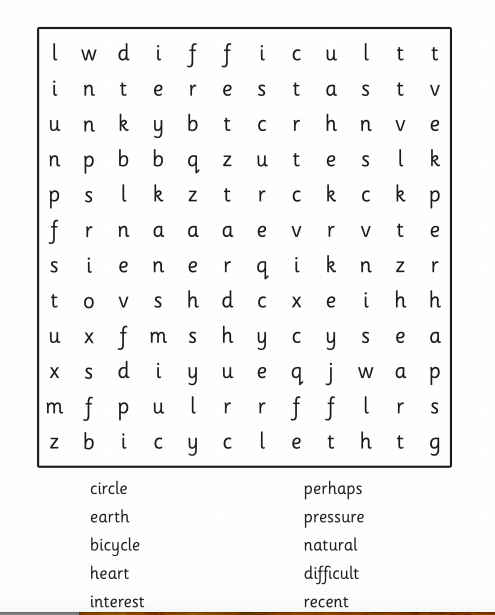 l w d i f f i c u l t t
i n t e r e s t a s t v
u n k y b t c r h n v e
n p b b q z u t e s l k
p s l k z t r c k c k p
f r n a a a e v r v t e
s i e n e r q i k n z r
t o v s h d c x e i h h
u x f m s h y c y s e a
x s d i y u e q j w a p
m f p u l r r f f l r s
z b i c y c l e t h t g
circle perhaps
earth pressure
bicycle natural
heart difficult
interest recent